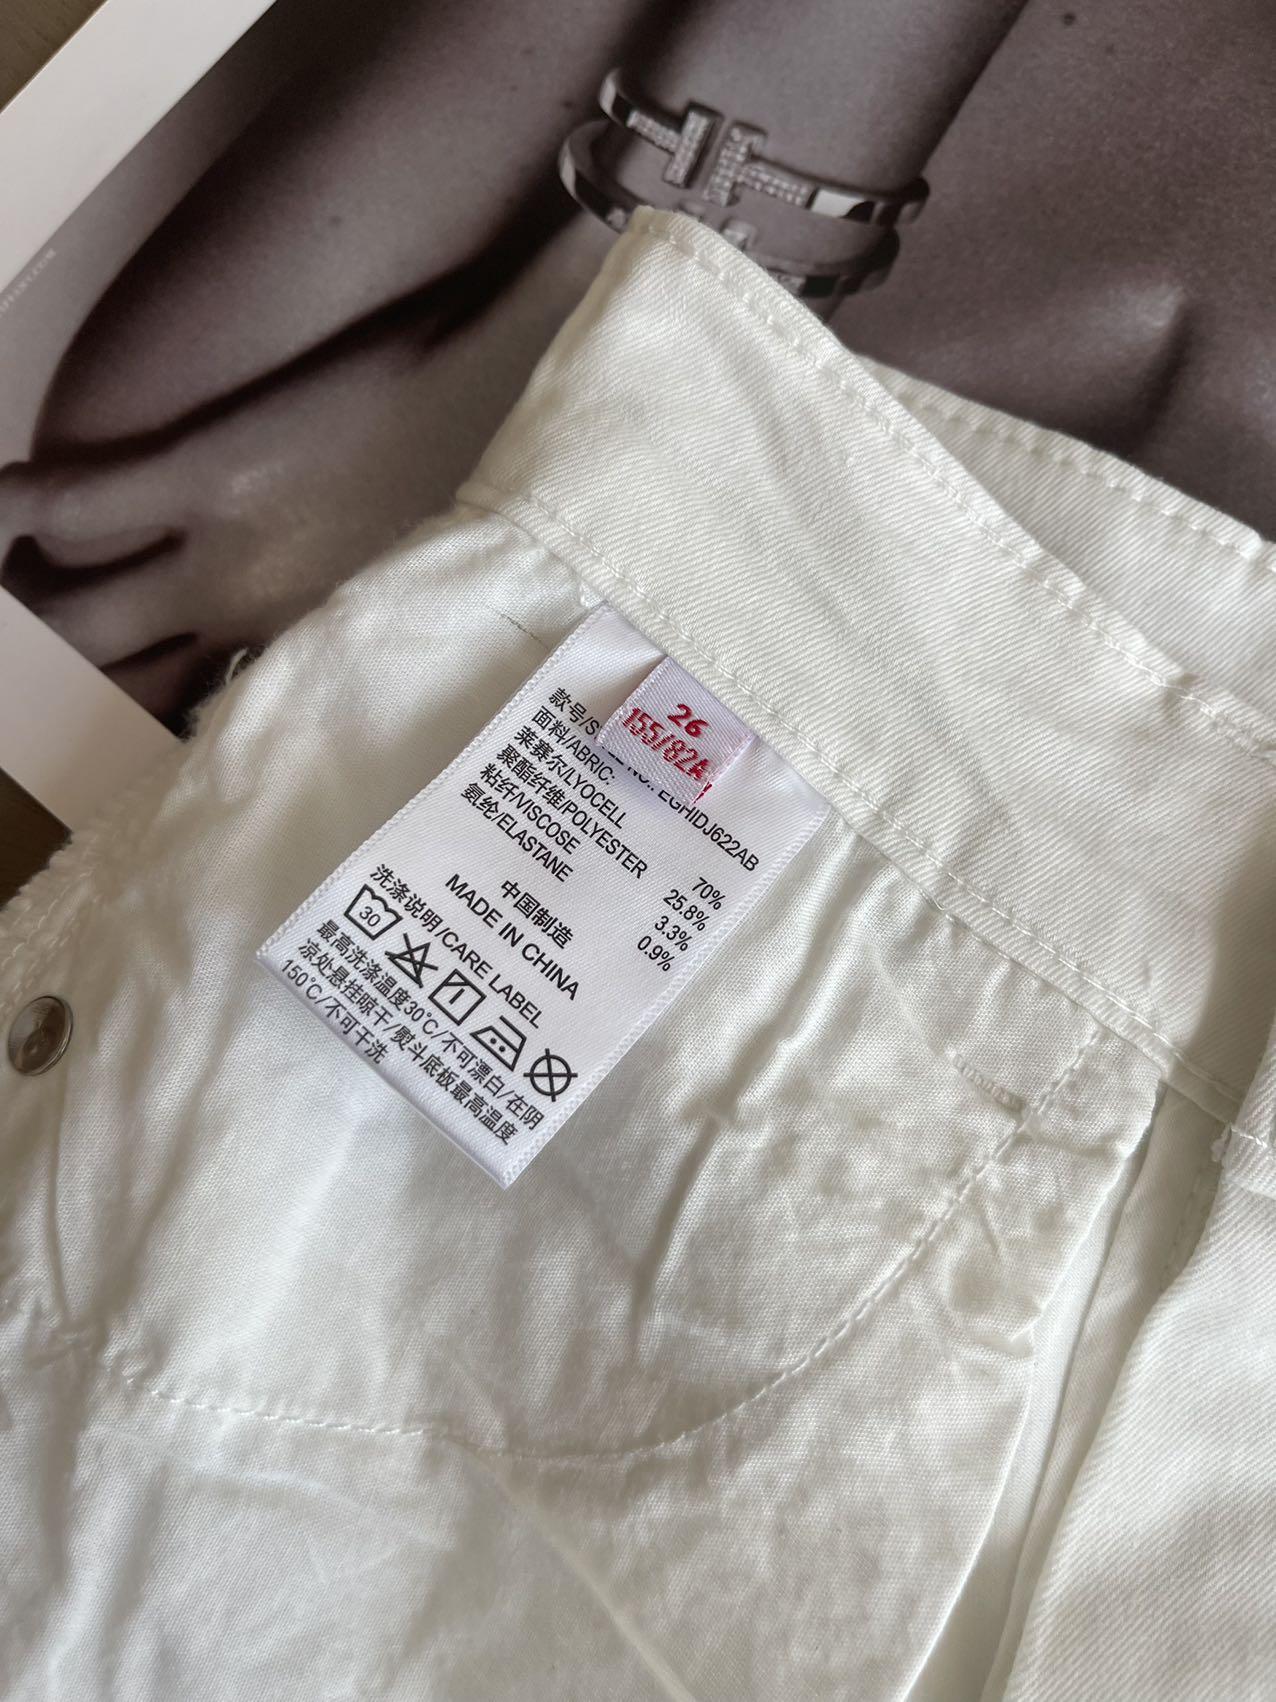 26
155/82A
款号/S NO.: EGHIDJ622AB
面料/ABRIC:
莱赛尔/LYOCELL 70%
聚酯纤维/POLYESTER 25.8%
粘纤/VISCOSE 3.3%
氨纶/ELASTANE 0.9%
中国制造
MADE IN CHINA
洗涤说明/CARE LABEL
30
最高洗涤温度30℃/不可漂白/在阴
凉处悬挂晾干/熨斗底板最高温度
150℃/不可干洗